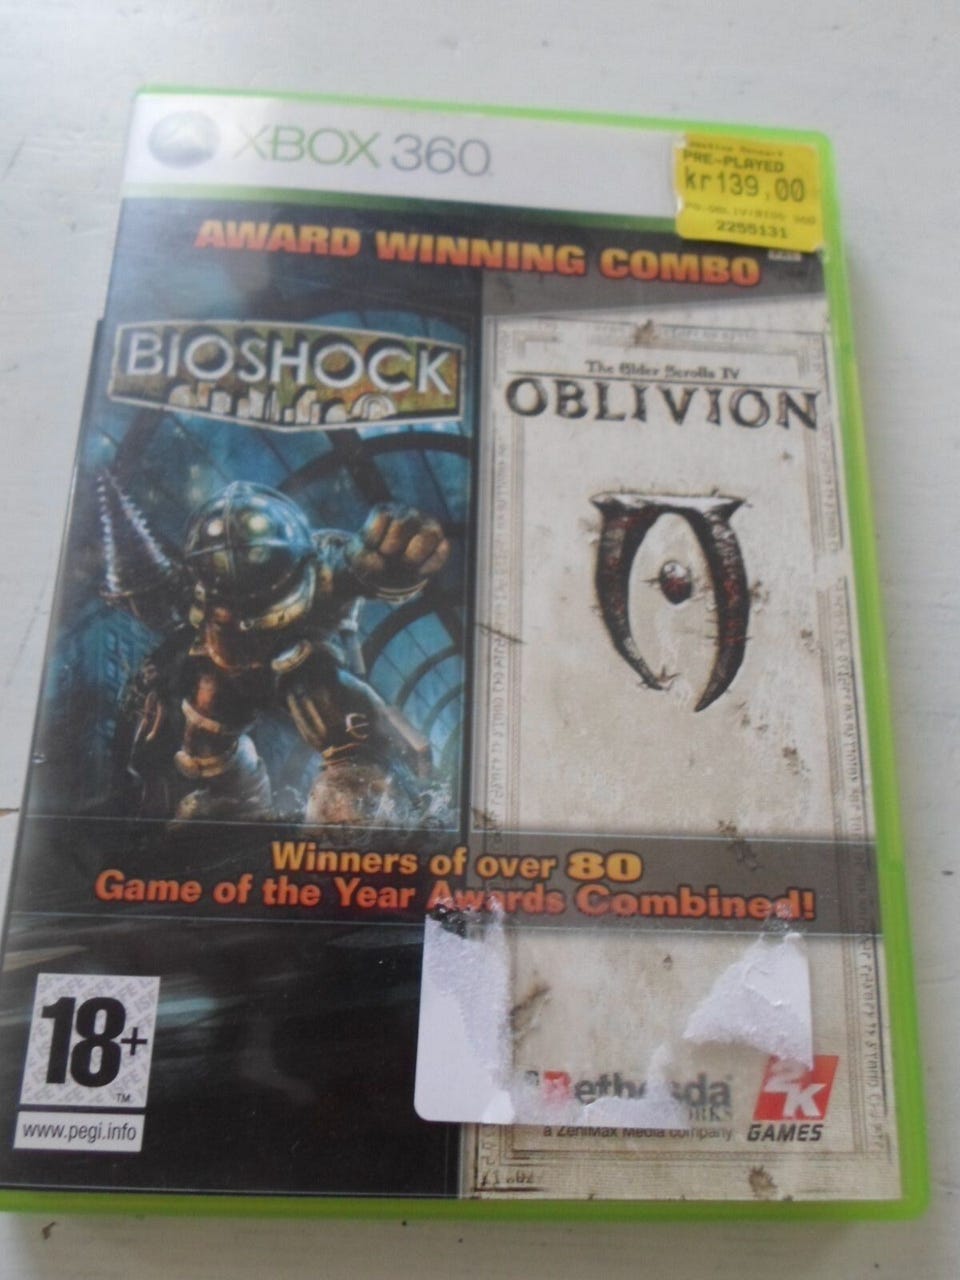 XBOX 360
PRE-PLAYED
kr139,00
2255131
AWARD WINNING COMBO
BIOSHOCK
The Elder Scrolls IV
OBLIVION
Winners of over 80
Game of the Year Awards Combined!
18+
TM
www.pegi.info
Bethesda
a ZeniMax Media company
2K
GAMES